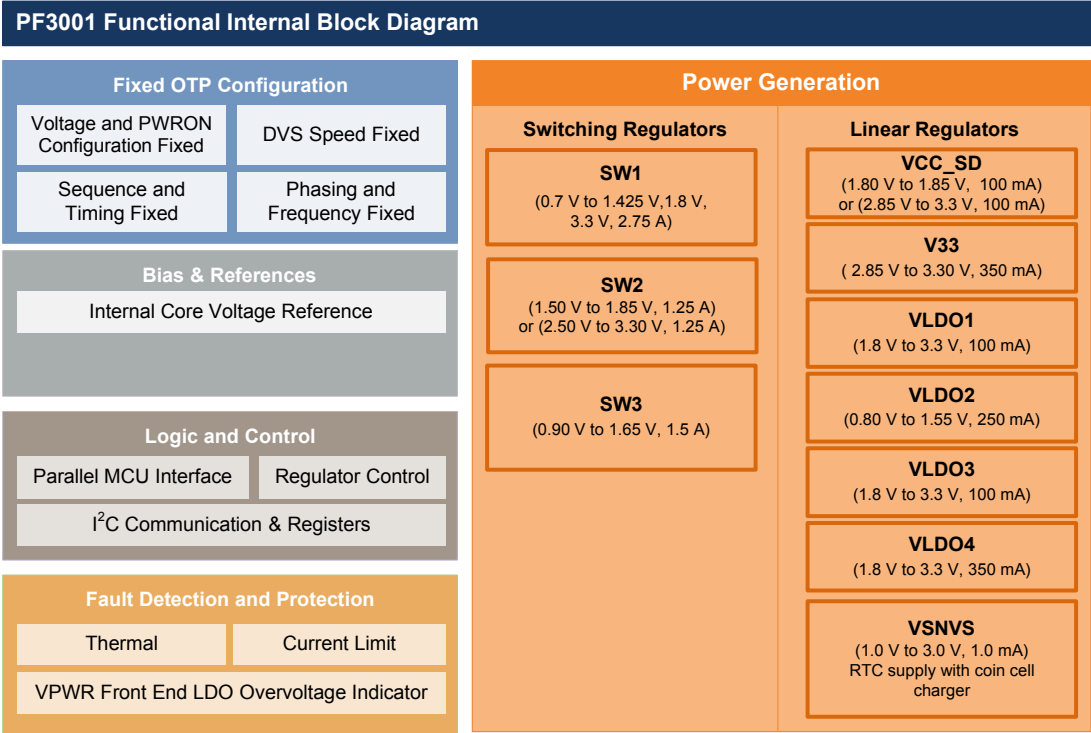 PF3001 Functional Internal Block Diagram
Fixed OTP Configuration
Voltage and PWRON
Configuration Fixed
DVS Speed Fixed
Sequence and
Timing Fixed
Phasing and
Frequency Fixed
Bias & References
Internal Core Voltage Reference
Logic and Control
Parallel MCU Interface
Regulator Control
I²C Communication & Registers
Fault Detection and Protection
Thermal
Current Limit
VPWR Front End LDO Overvoltage Indicator
Power Generation
Switching Regulators
SW1
(0.7 V to 1.425 V,1.8 V,
3.3 V, 2.75 A)
SW2
(1.50 V to 1.85 V, 1.25 A)
or (2.50 V to 3.30 V, 1.25 A)
SW3
(0.90 V to 1.65 V, 1.5 A)
Linear Regulators
VCC_SD
(1.80 V to 1.85 V, 100 mA)
or (2.85 V to 3.3 V, 100 mA)
V33
( 2.85 V to 3.30 V, 350 mA)
VLDO1
(1.8 V to 3.3 V, 100 mA)
VLDO2
(0.80 V to 1.55 V, 250 mA)
VLDO3
(1.8 V to 3.3 V, 100 mA)
VLDO4
(1.8 V to 3.3 V, 350 mA)
VSNVS
(1.0 V to 3.0 V, 1.0 mA)
RTC supply with coin cell
charger